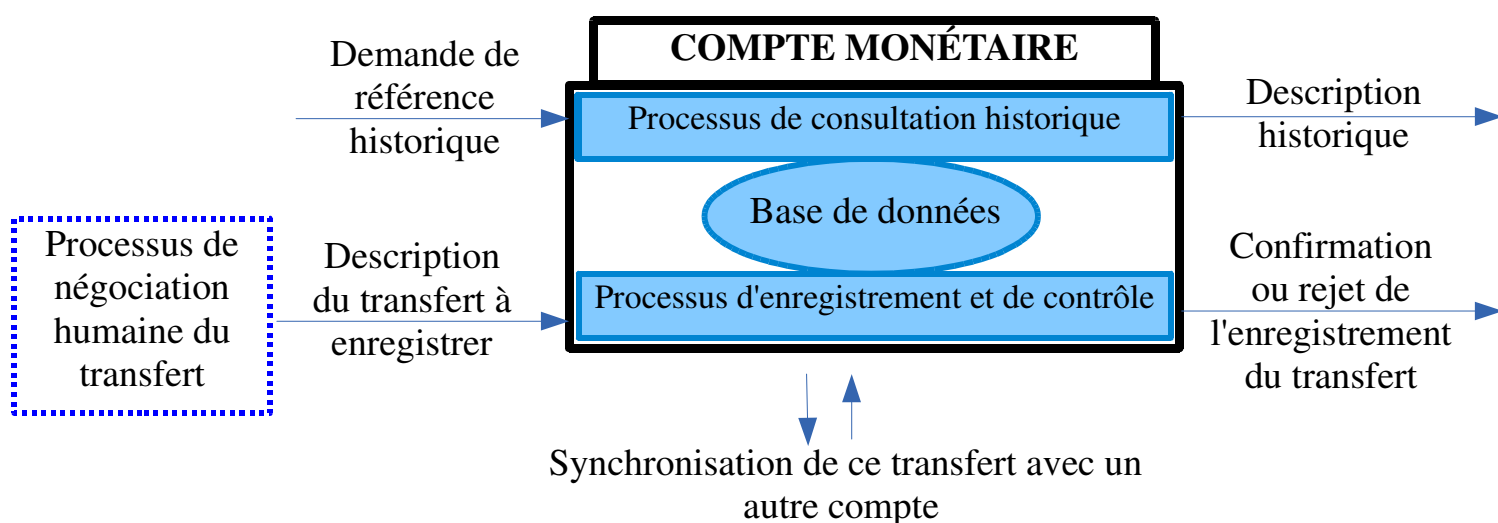 COMPTE MONÉTAIRE
Demande de
référence
historique
Processus de consultation historique
Description
historique
Base de données
Processus de
négociation
humaine du
transfert
Description
du transfert à
enregistrer
Processus d'enregistrement et de contrôle
Confirmation
ou rejet de
l'enregistrement
du transfert
Synchronisation de ce transfert avec un
autre compte